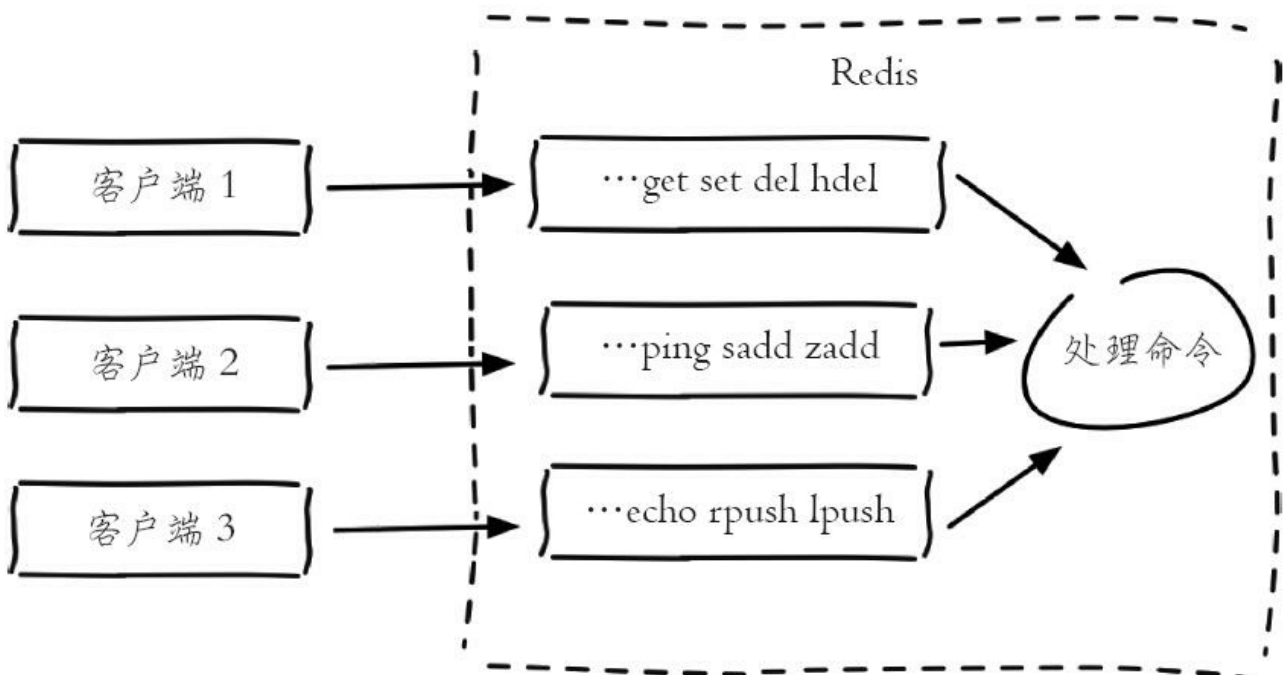 Redis
客户端 1
…get set del hdel
客户端 2
…ping sadd zadd
处理命令
客户端 3
…echo rpush lpush